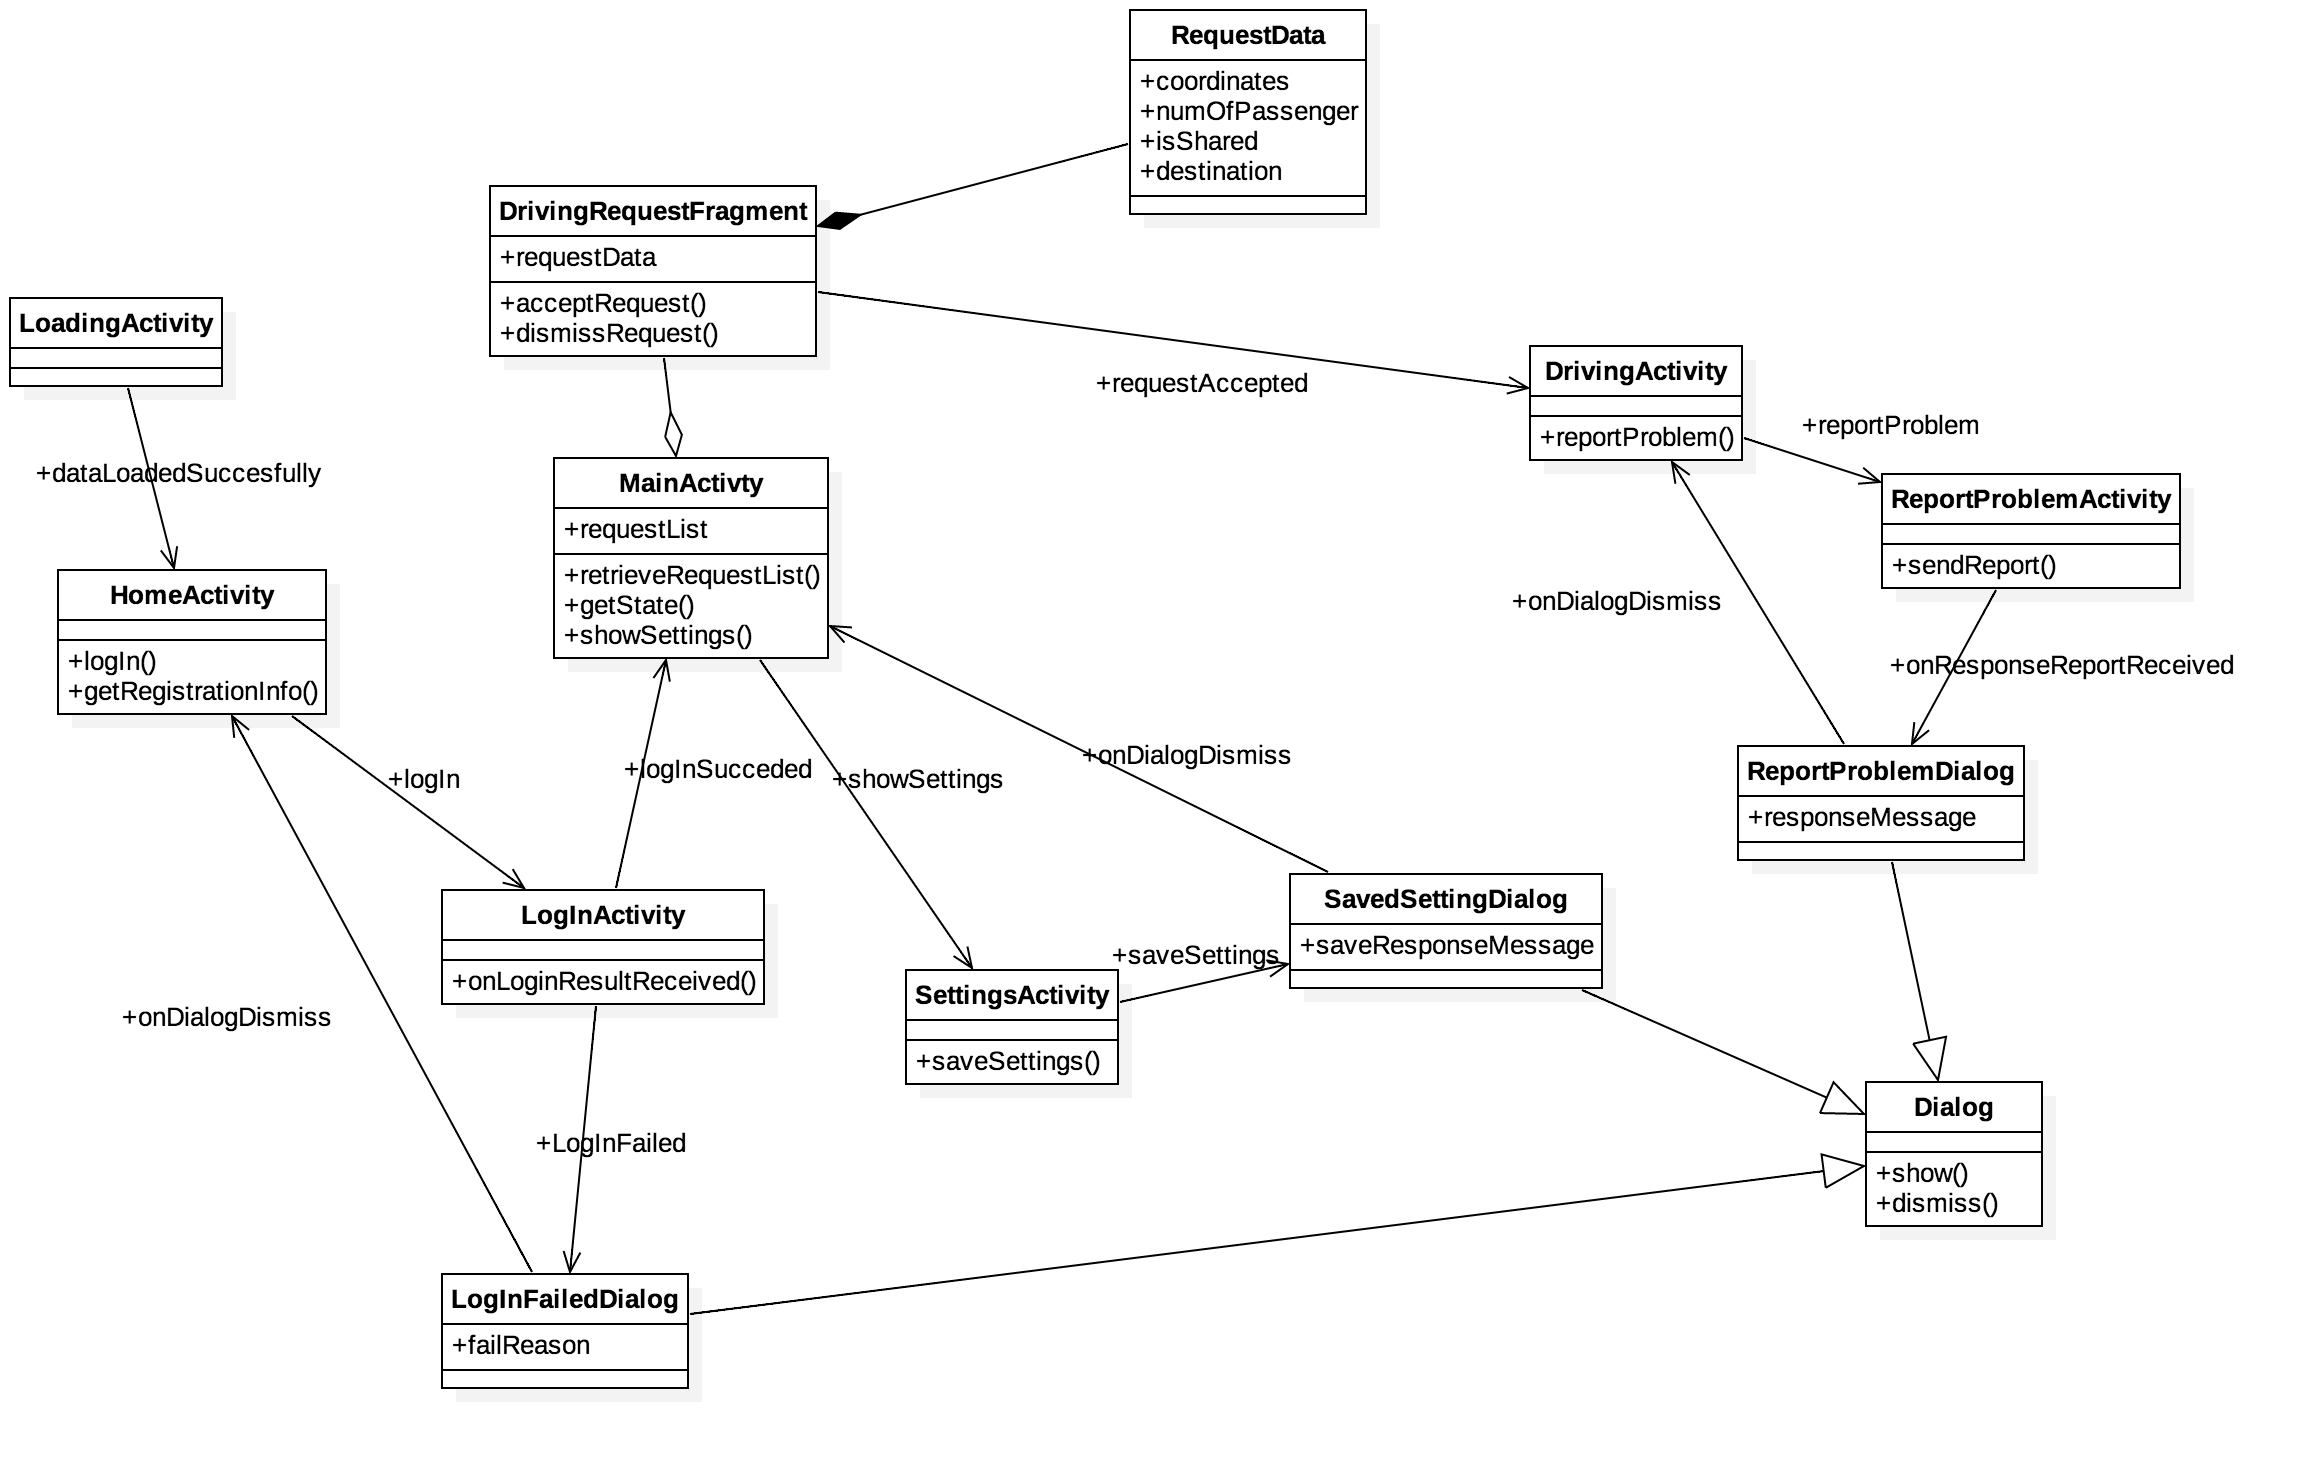 RequestData
+coordinates
+numOfPassenger
+isShared
+destination
DrivingRequestFragment
+requestData
+acceptRequest()
+dismissRequest()
LoadingActivity
+requestAccepted
DrivingActivity
+reportProblem()
+reportProblem
+dataLoadedSuccesfully
MainActivty
+requestList
+retrieveRequestList()
+getState()
+showSettings()
ReportProblemActivity
+sendReport()
HomeActivity
+logIn()
+getRegistrationInfo()
+onDialogDismiss
+onResponseReportReceived
+logIn
+logInSucceded
+showSettings
+onDialogDismiss
ReportProblemDialog
+responseMessage
LogInActivity
+onLoginResultReceived()
SavedSettingDialog
+saveResponseMessage
+saveSettings
SettingsActivity
+saveSettings()
+onDialogDismiss
+LogInFailed
Dialog
+show()
+dismiss()
LogInFailedDialog
+failReason